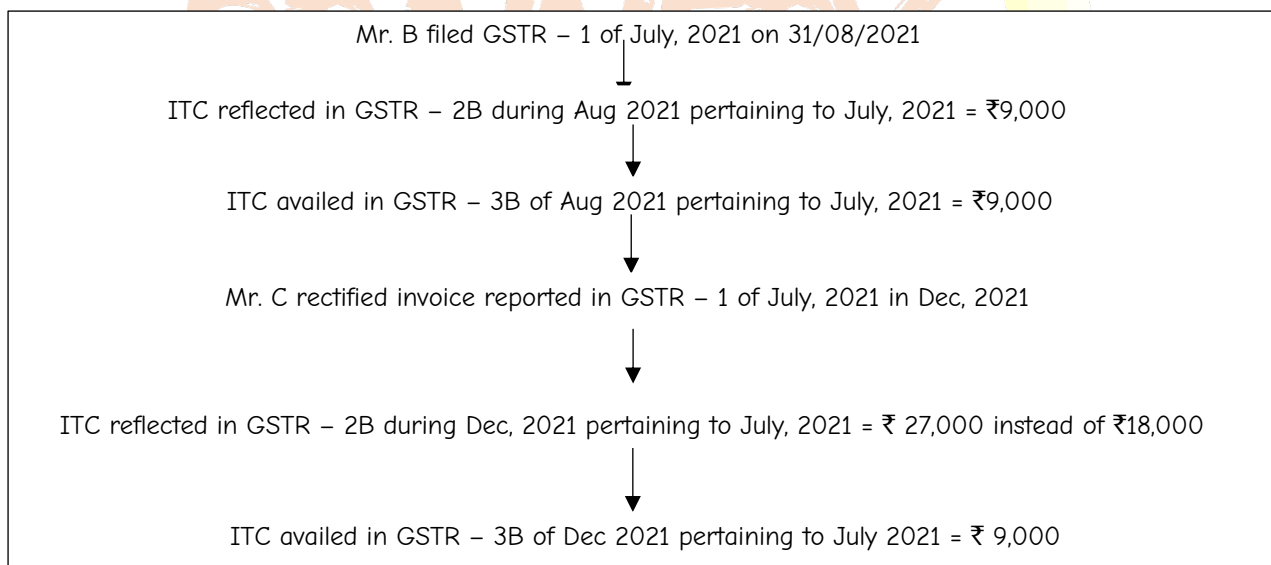 Mr. B filed GSTR – 1 of July, 2021 on 31/08/2021
ITC reflected in GSTR – 2B during Aug 2021 pertaining to July, 2021 = ₹9,000
ITC availed in GSTR – 3B of Aug 2021 pertaining to July, 2021 = ₹9,000
Mr. C rectified invoice reported in GSTR – 1 of July, 2021 in Dec, 2021
ITC reflected in GSTR – 2B during Dec, 2021 pertaining to July, 2021 = ₹ 27,000 instead of ₹18,000
ITC availed in GSTR – 3B of Dec 2021 pertaining to July 2021 = ₹ 9,000